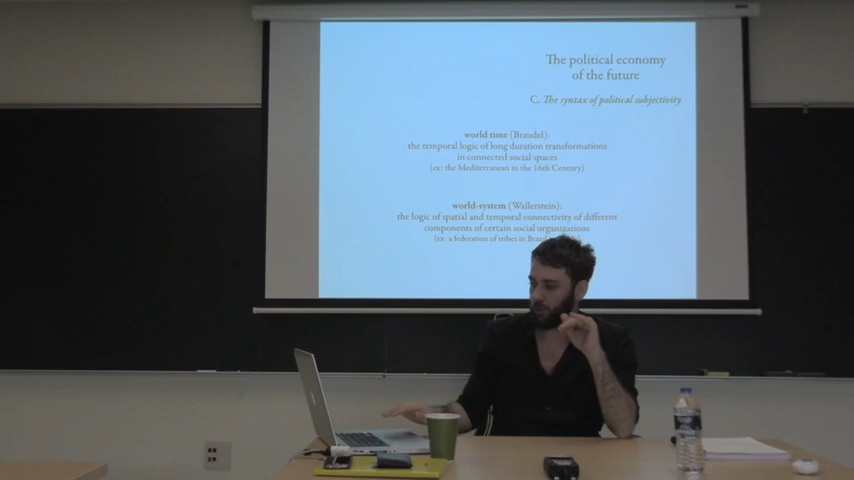 The political economy
of the future
C. The syntax of political subjectivity
world time (Braudel):
the temporal logic of long duration transformations
in connected social spaces
(ex: the Mediterranean in the 16th Century)
world-system (Wallerstein):
the logic of spatial and temporal connectivity of different
components of certain social organizations
(ex: a federation of tribes in